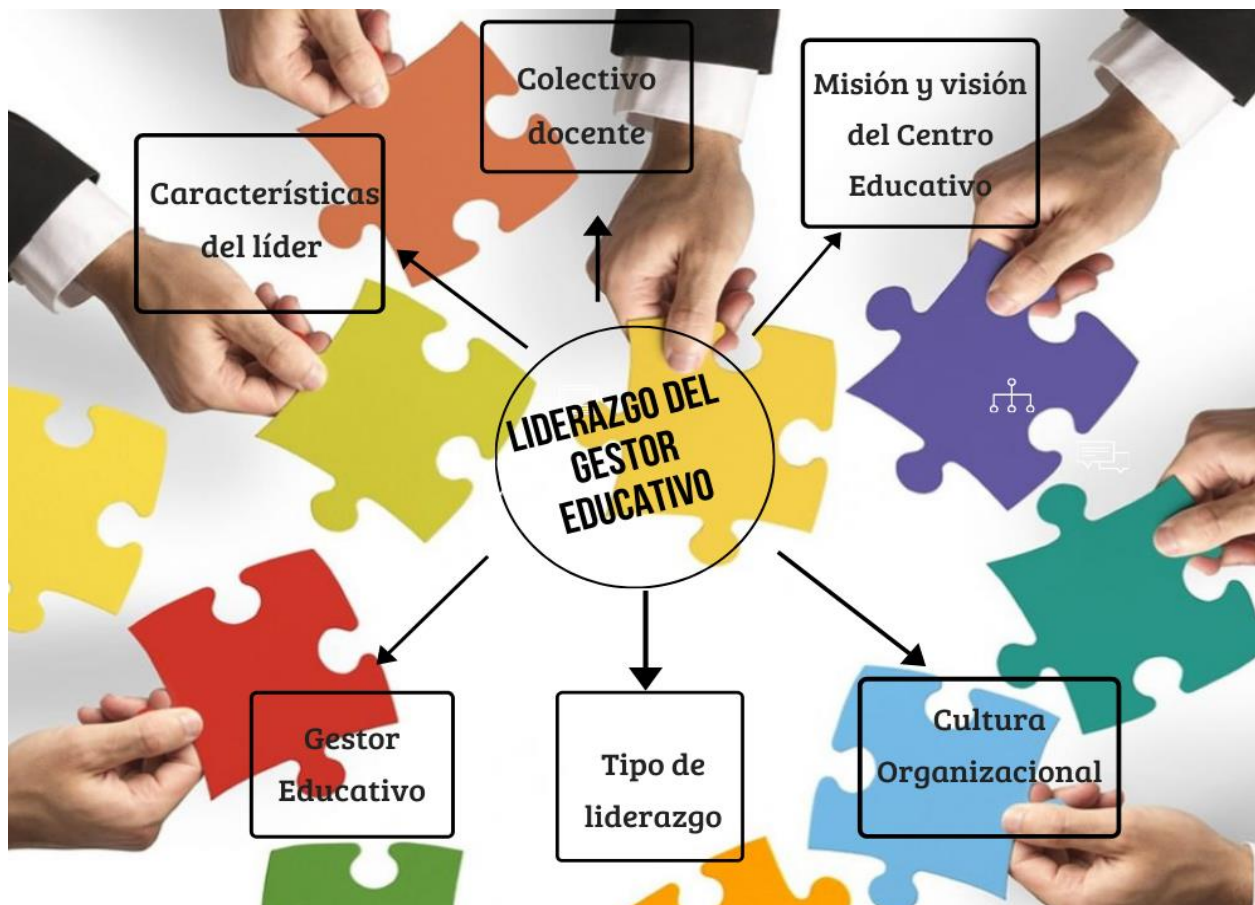 Colectivo
docente
Misión y visión
del Centro
Educativo
Característícas
del líder
LIDERAZGO DEL
GESTOR
EDUCATIVO
Gestor
Educativo
Tipo de
liderazgo
Cultura
Organizacional